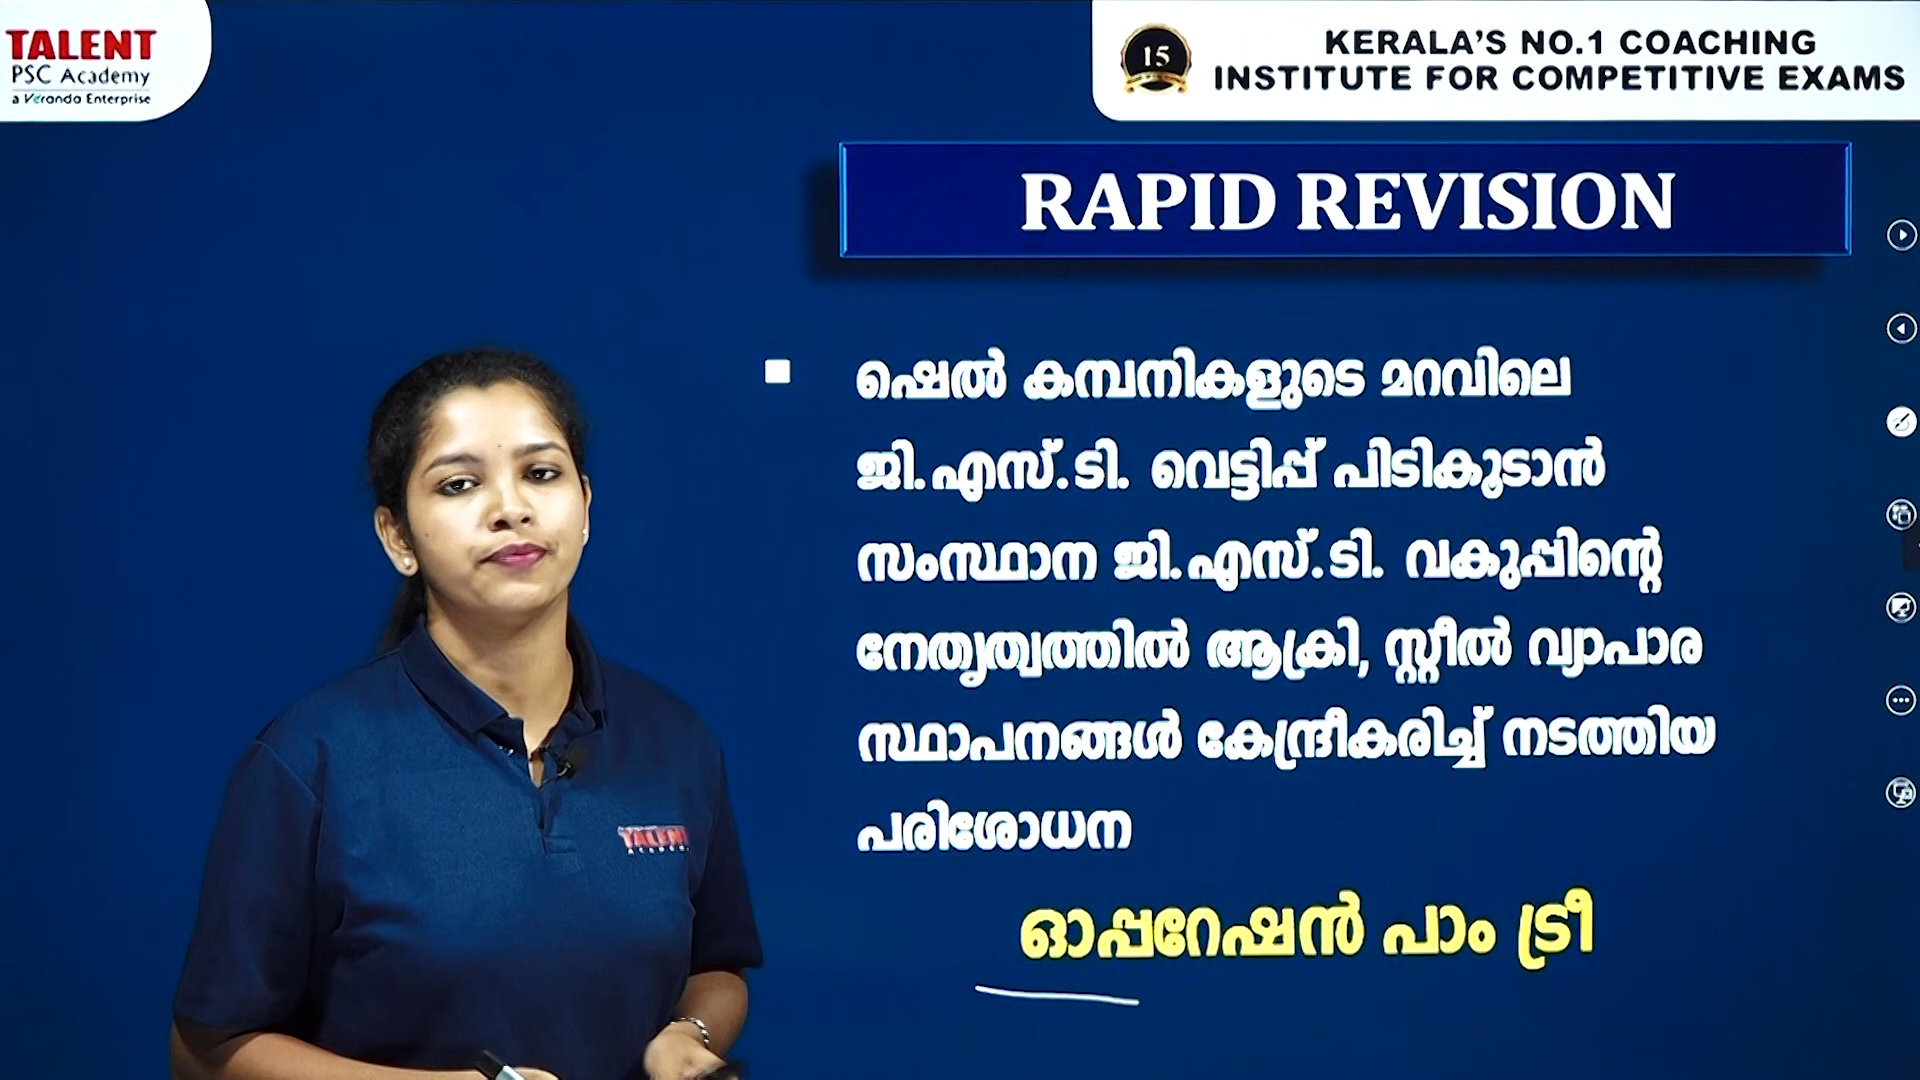 TALENT
PSC Academy
a Veranda Enterprise
15
KERALA'S NO.1 COACHING
INSTITUTE FOR COMPETITIVE EXAMS
RAPID REVISION
ഷെൽ കമ്പനികളുടെ മറവിലെ
ജി.എസ്.ടി. വെട്ടിപ്പ് പിടികൂടാൻ
സംസ്ഥാന ജി.എസ്.ടി. വകുപ്പിന്റെ
നേതൃത്വത്തിൽ ആക്രി, സ്റ്റീൽ വ്യാപാര
സ്ഥാപനങ്ങൾ കേന്ദ്രീകരിച്ച് നടത്തിയ
പരിശോധന
ഓപ്പറേഷൻ പാം ട്രീ
TALENT
ACADEMY